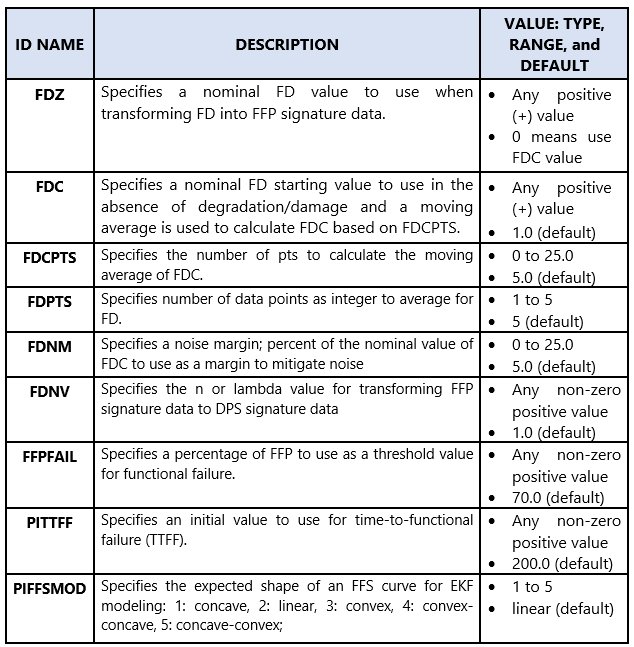 ID NAME
DESCRIPTION
VALUE: TYPE,
RANGE, and
DEFAULT
FDZ
Specifies a nominal FD value to use when
transforming FD into FFP signature data.
• Any positive
(+) value
• 0 means use
FDC value
FDC
Specifies a nominal FD starting value to use in the
absence of degradation/damage and a moving
average is used to calculate FDC based on FDCPTS.
• Any positive
(+) value
• 1.0 (default)
FDCPTS
Specifies the number of pts to calculate the moving
average of FDC.
• 0 to 25.0
• 5.0 (default)
FDPTS
Specifies number of data points as integer to average for
FD.
• 1 to 5
• 5 (default)
FDNM
Specifies a noise margin; percent of the nominal value of
FDC to use as a margin to mitigate noise
• 0 to 25.0
• 5.0 (default)
FDNV
Specifies the n or lambda value for transforming FFP
signature data to DPS signature data
• Any non-zero
positive value
• 1.0 (default)
FFPFAIL
Specifies a percentage of FFP to use as a threshold value
for functional failure.
• Any non-zero
positive value
• 70.0 (default)
PITTFF
Specifies an initial value to use for time-to-functional
failure (TTFF).
• Any non-zero
positive value
• 200.0 (default)
PIFFSMOD
Specifies the expected shape of an FFS curve for EKF
modeling: 1: concave, 2: linear, 3: convex, 4: convex-
concave, 5: concave-convex;
• 1 to 5
• linear (default)